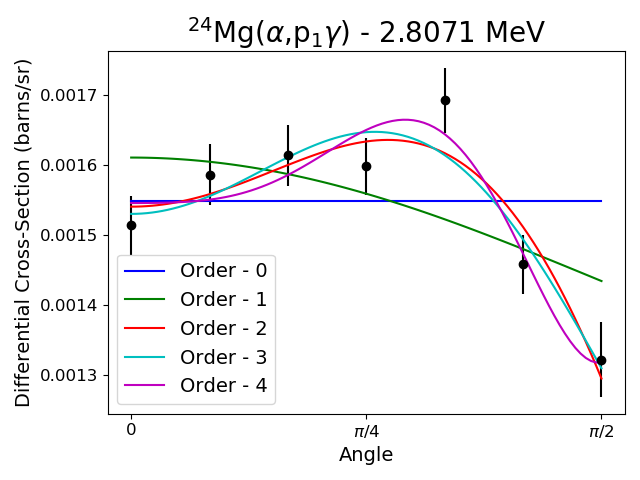 ²⁴Mg(α,p₁γ) - 2.8071 MeV
Differential Cross-Section (barns/sr)
0.0017
0.0016
0.0015
0.0014
0.0013
Order - 0
Order - 1
Order - 2
Order - 3
Order - 4
0
π/4
π/2
Angle